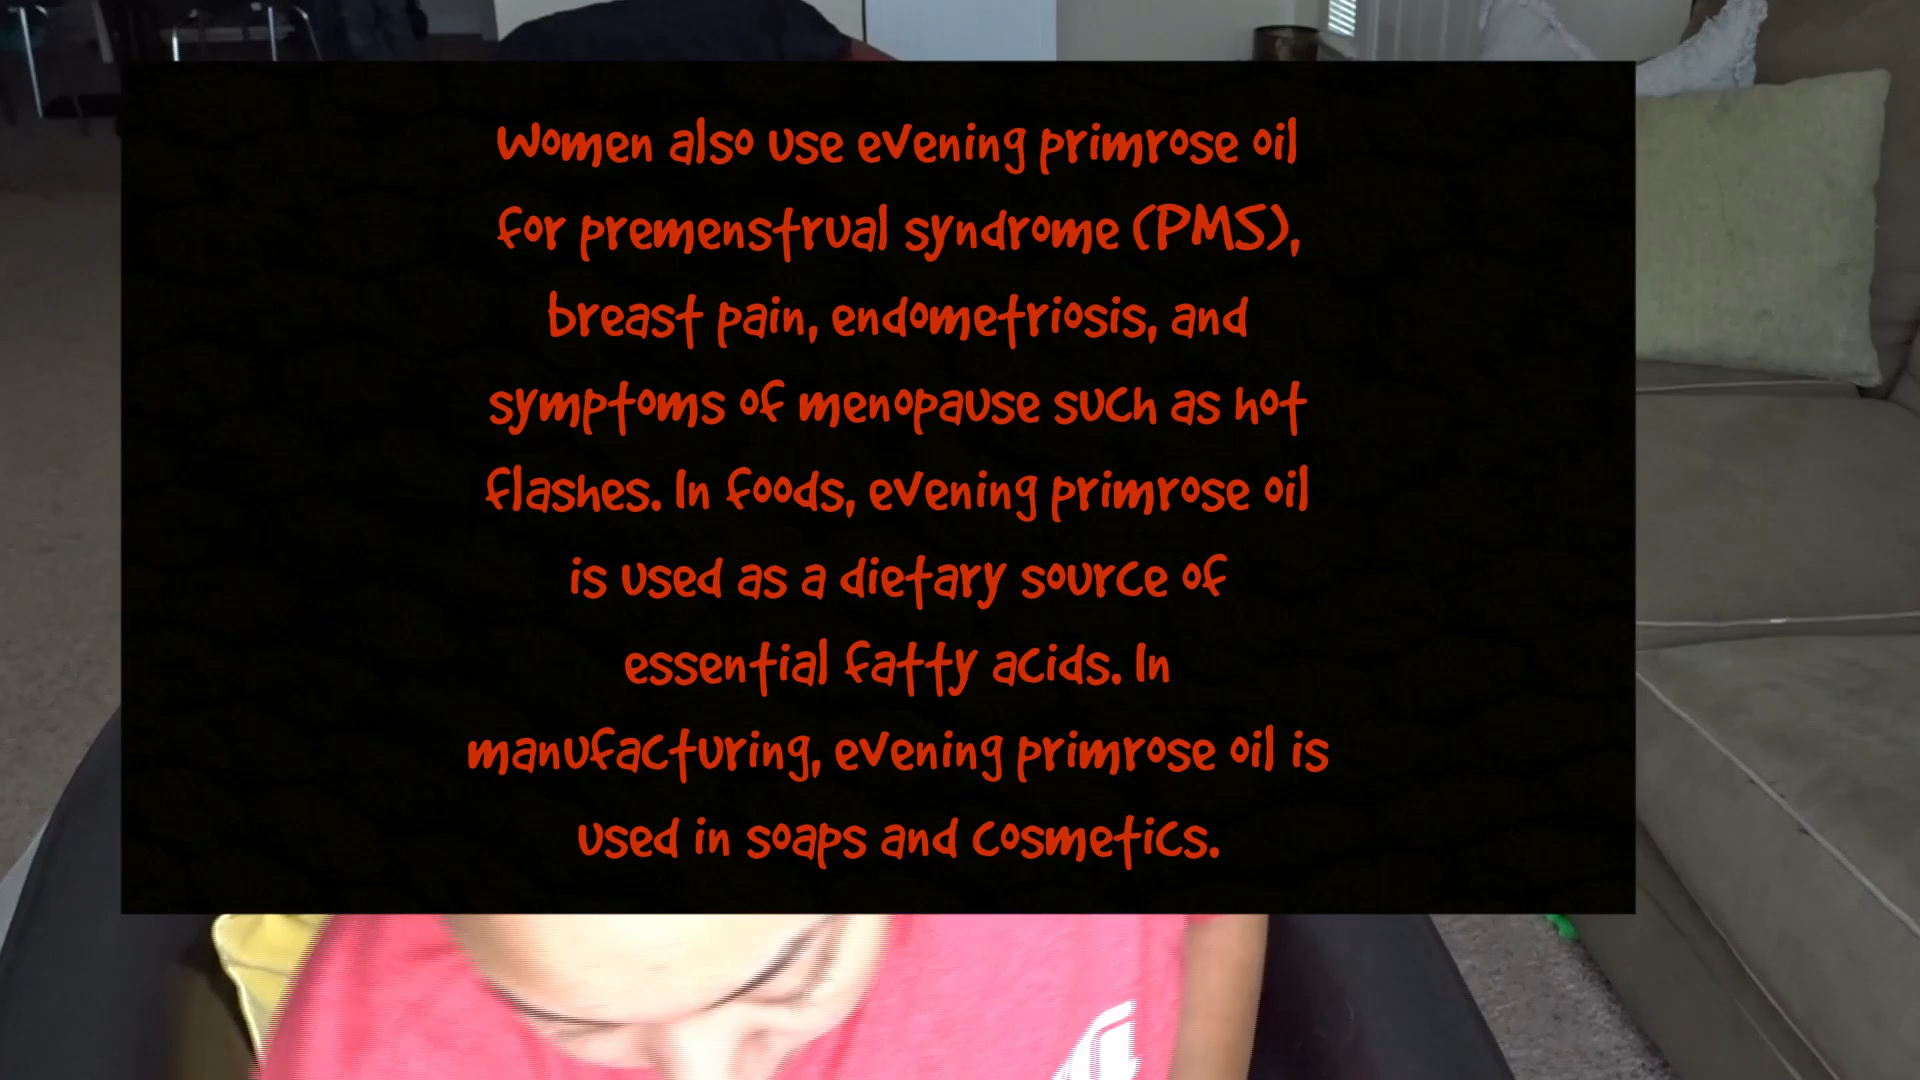 Women also use evening primrose oil
for premenstrual syndrome (PMS),
breast pain, endometriosis, and
symptoms of menopause such as hot
flashes. In foods, evening primrose oil
is used as a dietary source of
essential fatty acids. In
manufacturing, evening primrose oil is
used in soaps and cosmetics.